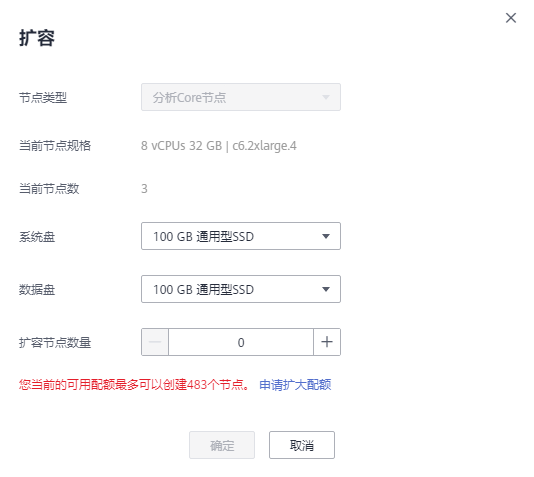 扩容
节点类型 分析Core节点
当前节点规格 8 vCPUs 32 GB | c6.2xlarge.4
当前节点数 3
系统盘 100 GB 通用型SSD
数据盘 100 GB 通用型SSD
扩容节点数量 0
您当前的可用配额最多可以创建483个节点。 申请扩大配额
确定 取消